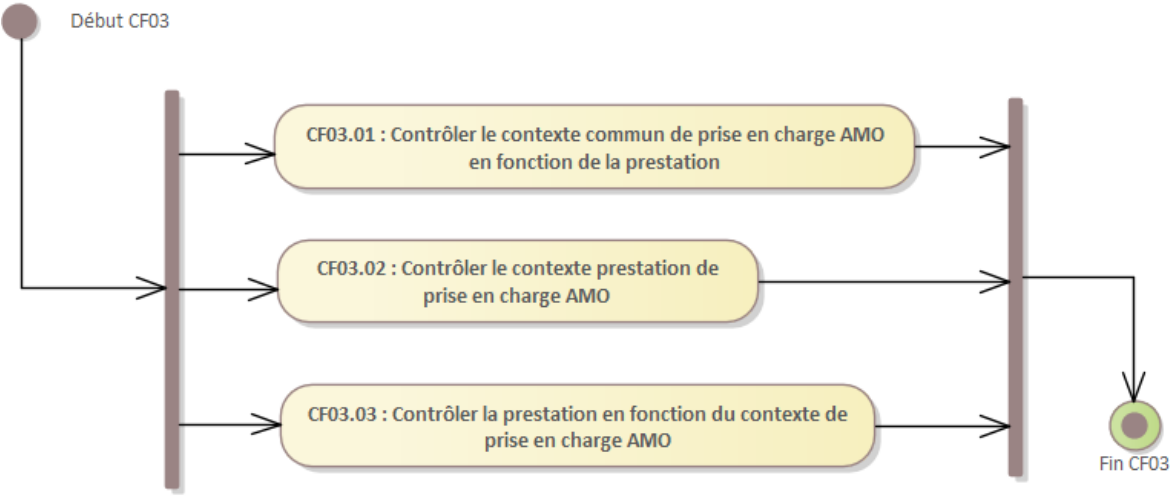 Début CF03
CF03.01 : Contrôler le contexte commun de prise en charge AMO
en fonction de la prestation
CF03.02 : Contrôler le contexte prestation de
prise en charge AMO
CF03.03 : Contrôler la prestation en fonction du contexte de
prise en charge AMO
Fin CF03